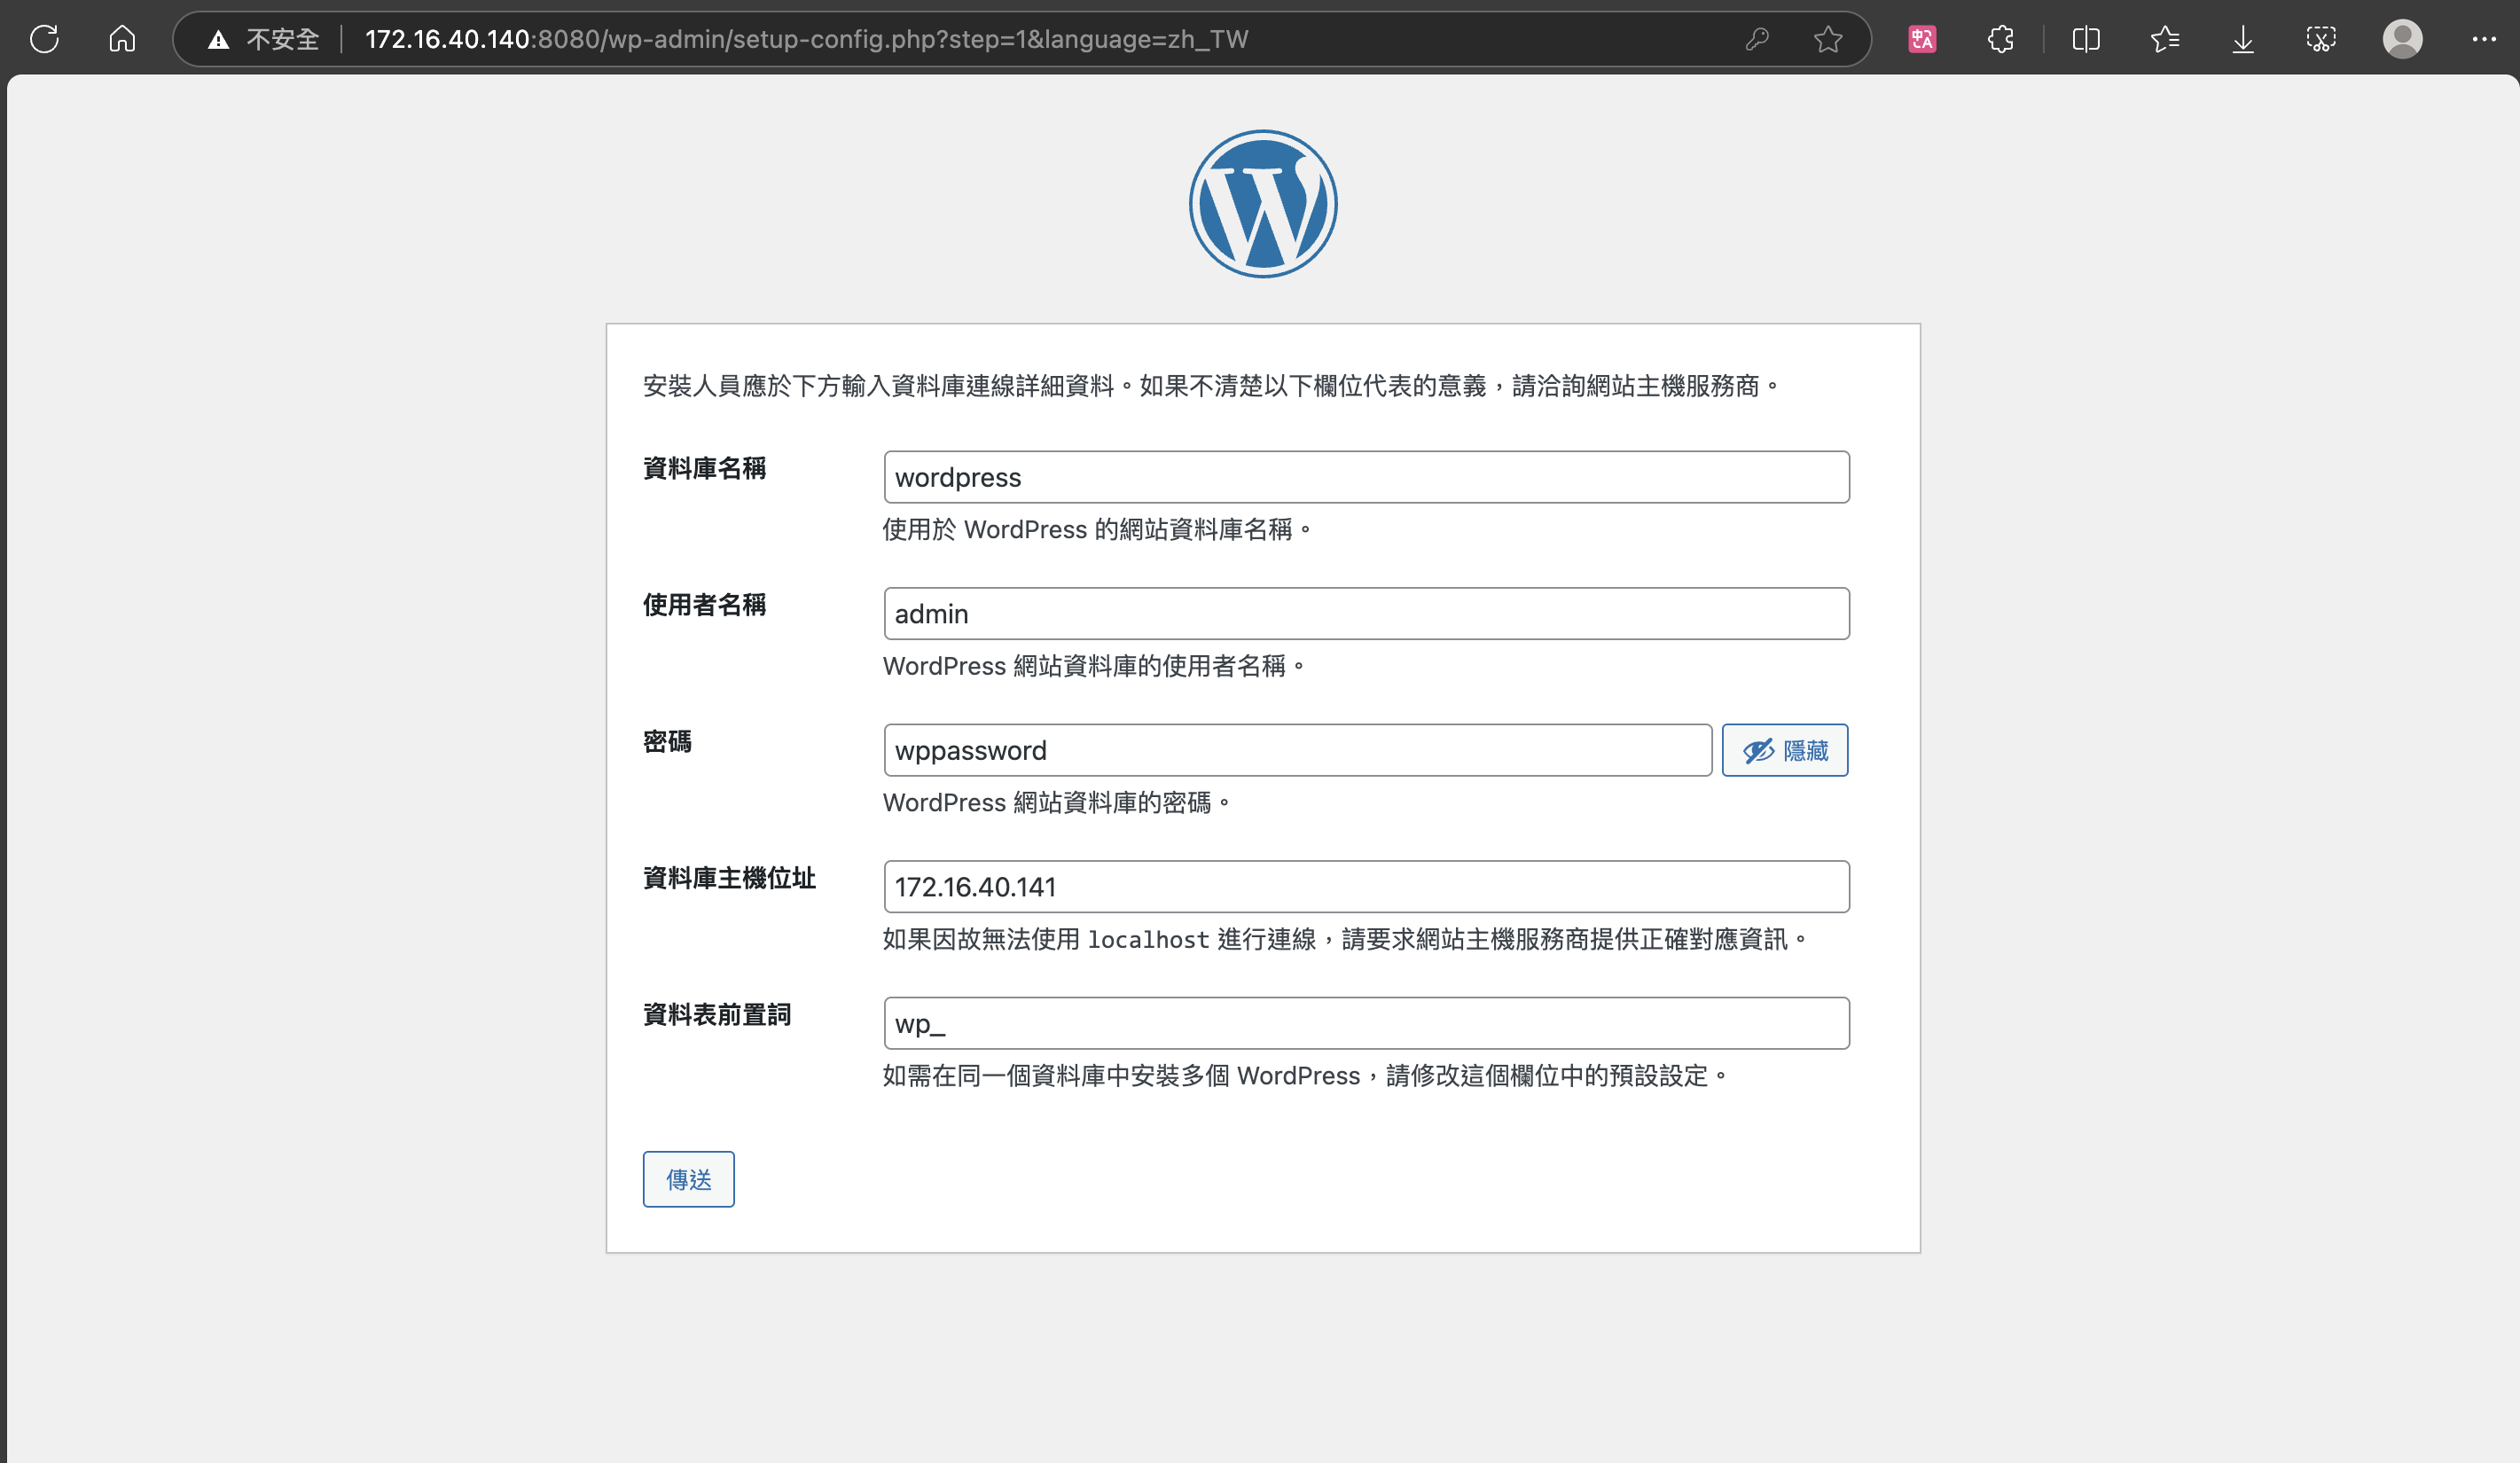 不安全 172.16.40.140:8080/wp-admin/setup-config.php?step=1&language=zh_TW
安裝人員應於下方輸入資料庫連線詳細資料。如果不清楚以下欄位代表的意義，請洽詢網站主機服務商。
資料庫名稱 wordpress
使用於 WordPress 的網站資料庫名稱。
使用者名稱 admin
WordPress 網站資料庫的使用者名稱。
密碼 wppassword 隱藏
WordPress 網站資料庫的密碼。
資料庫主機位址 172.16.40.141
如果因故無法使用 localhost 進行連線，請要求網站主機服務商提供正確對應資訊。
資料表前置詞 wp_
如需在同一個資料庫中安裝多個 WordPress，請修改這個欄位中的預設設定。
傳送